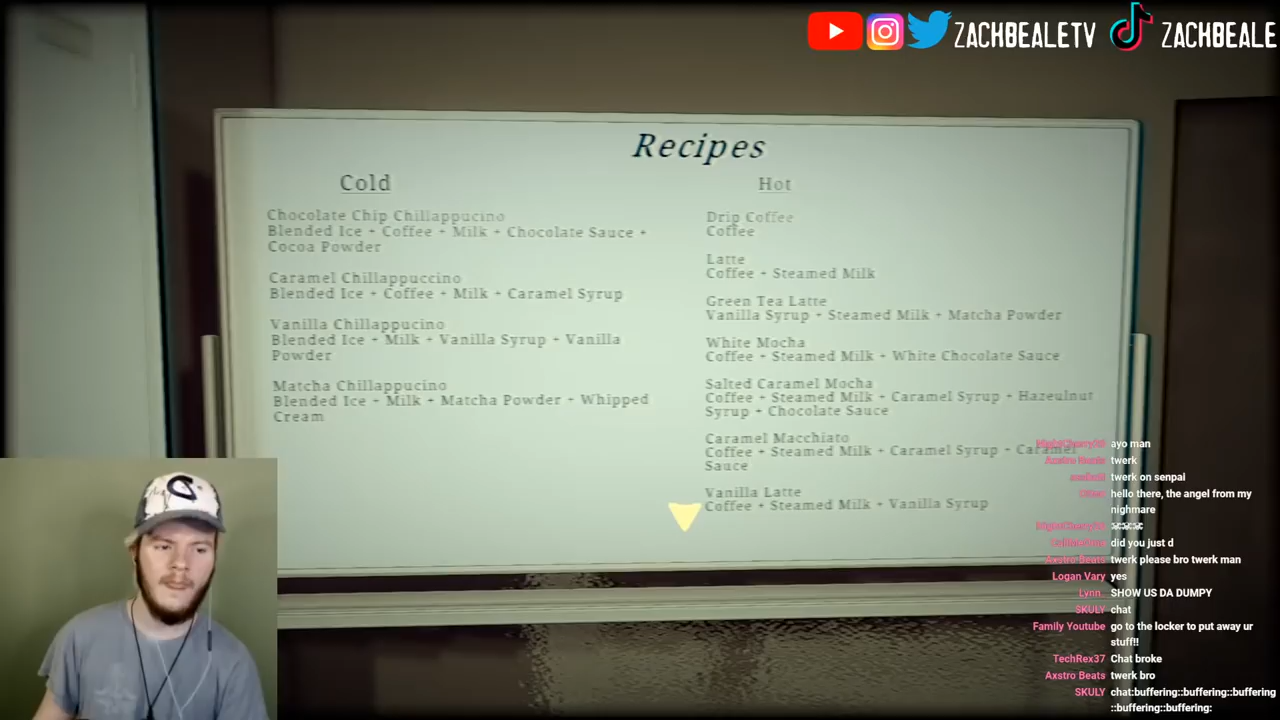 ZACHBEALETV ZACHBEALE
Recipes
Cold
Chocolate Chip Chillappucino
Blended Ice + Coffee + Milk + Chocolate Sauce +
Cocoa Powder
Caramel Chillappuccino
Blended Ice + Coffee + Milk + Caramel Syrup
Vanilla Chillappucino
Blended Ice + Milk + Vanilla Syrup + Vanilla
Powder
Matcha Chillappucino
Blended Ice + Milk + Matcha Powder + Whipped
Cream
Hot
Drip Coffee
Coffee
Latte
Coffee + Steamed Milk
Green Tea Latte
Vanilla Syrup + Steamed Milk + Matcha Powder
White Mocha
Coffee + Steamed Milk + White Chocolate Sauce
Salted Caramel Mocha
Coffee + Steamed Milk + Caramel Syrup + Hazelnut
Syrup + Chocolate Sauce
Caramel Macchiato
Coffee + Steamed Milk + Caramel Syrup + Caramel
Sauce
Vanilla Latte
Coffee + Steamed Milk + Vanilla Syrup
ayo man
twerk
twerk on senpai
hello there, the angel from my
nighmare
did you just d
Axstro Beats twerk please bro twerk man
Logan Vary yes
Lynn SHOW US DA DUMPY
SKULY chat
Family Youtube go to the locker to put away ur
stuff!!
TechRex37 Chat broke
Axstro Beats twerk bro
SKULY chat:buffering::buffering::buffering
::buffering::buffering: